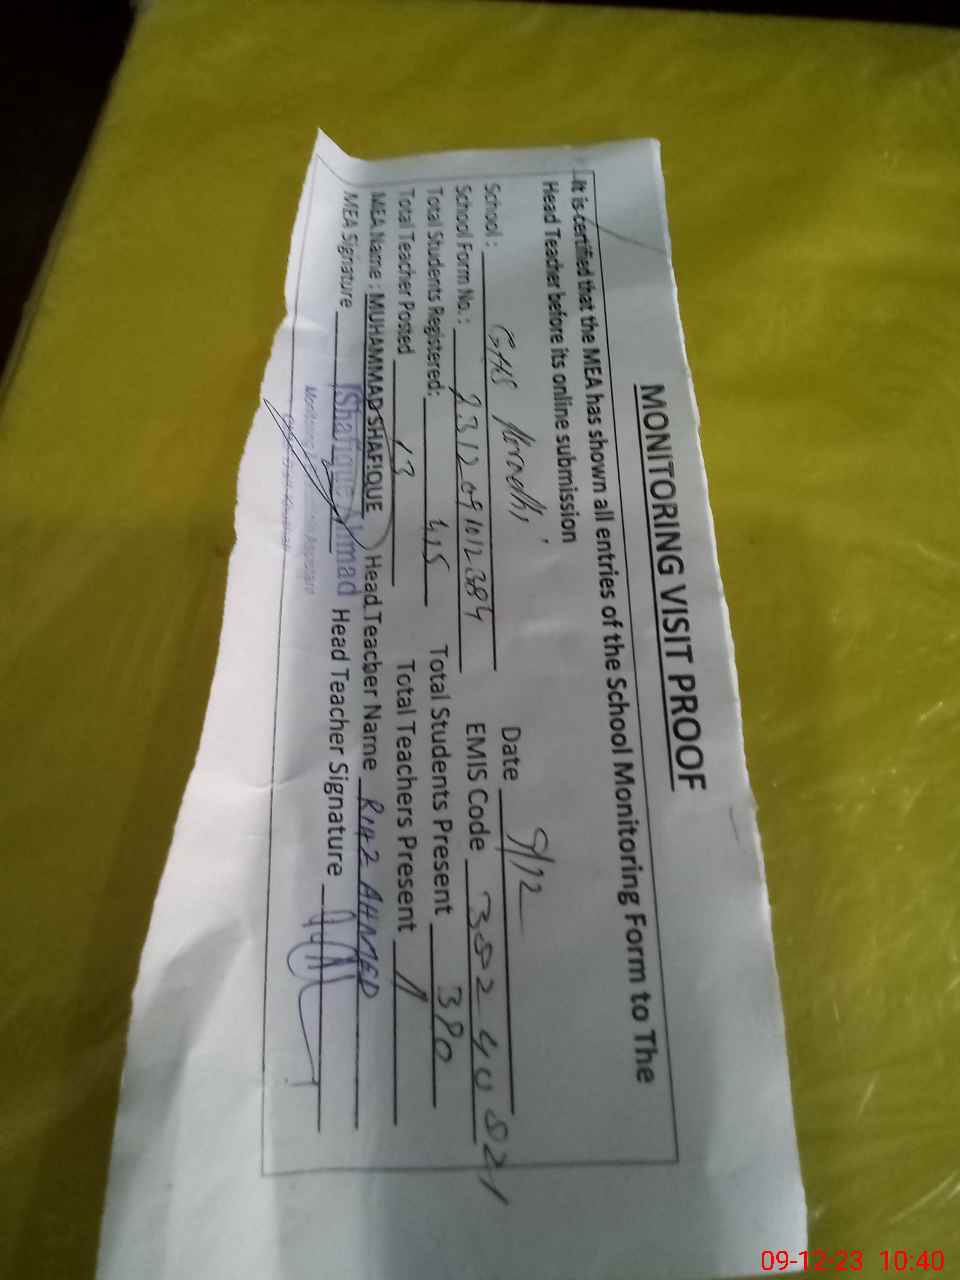 MONITORING VISIT PROOF
It is certified that the MEA has shown all entries of the School Monitoring Form to The
Head Teacher before its online submission
School : GHS Date 9/12
School Form No. : 2312091012384 EMIS Code
Total Students Registered: 415 Total Students Present 380
Total Teacher Posted 13 Total Teachers Present 11
MEA Name : MUHAMMAD SHAFIQUE Head Teacher Name RIAZ AHMED
MEA Signature Shafique Ahmad Head Teacher Signature
Monitoring
09-12-23 10:40